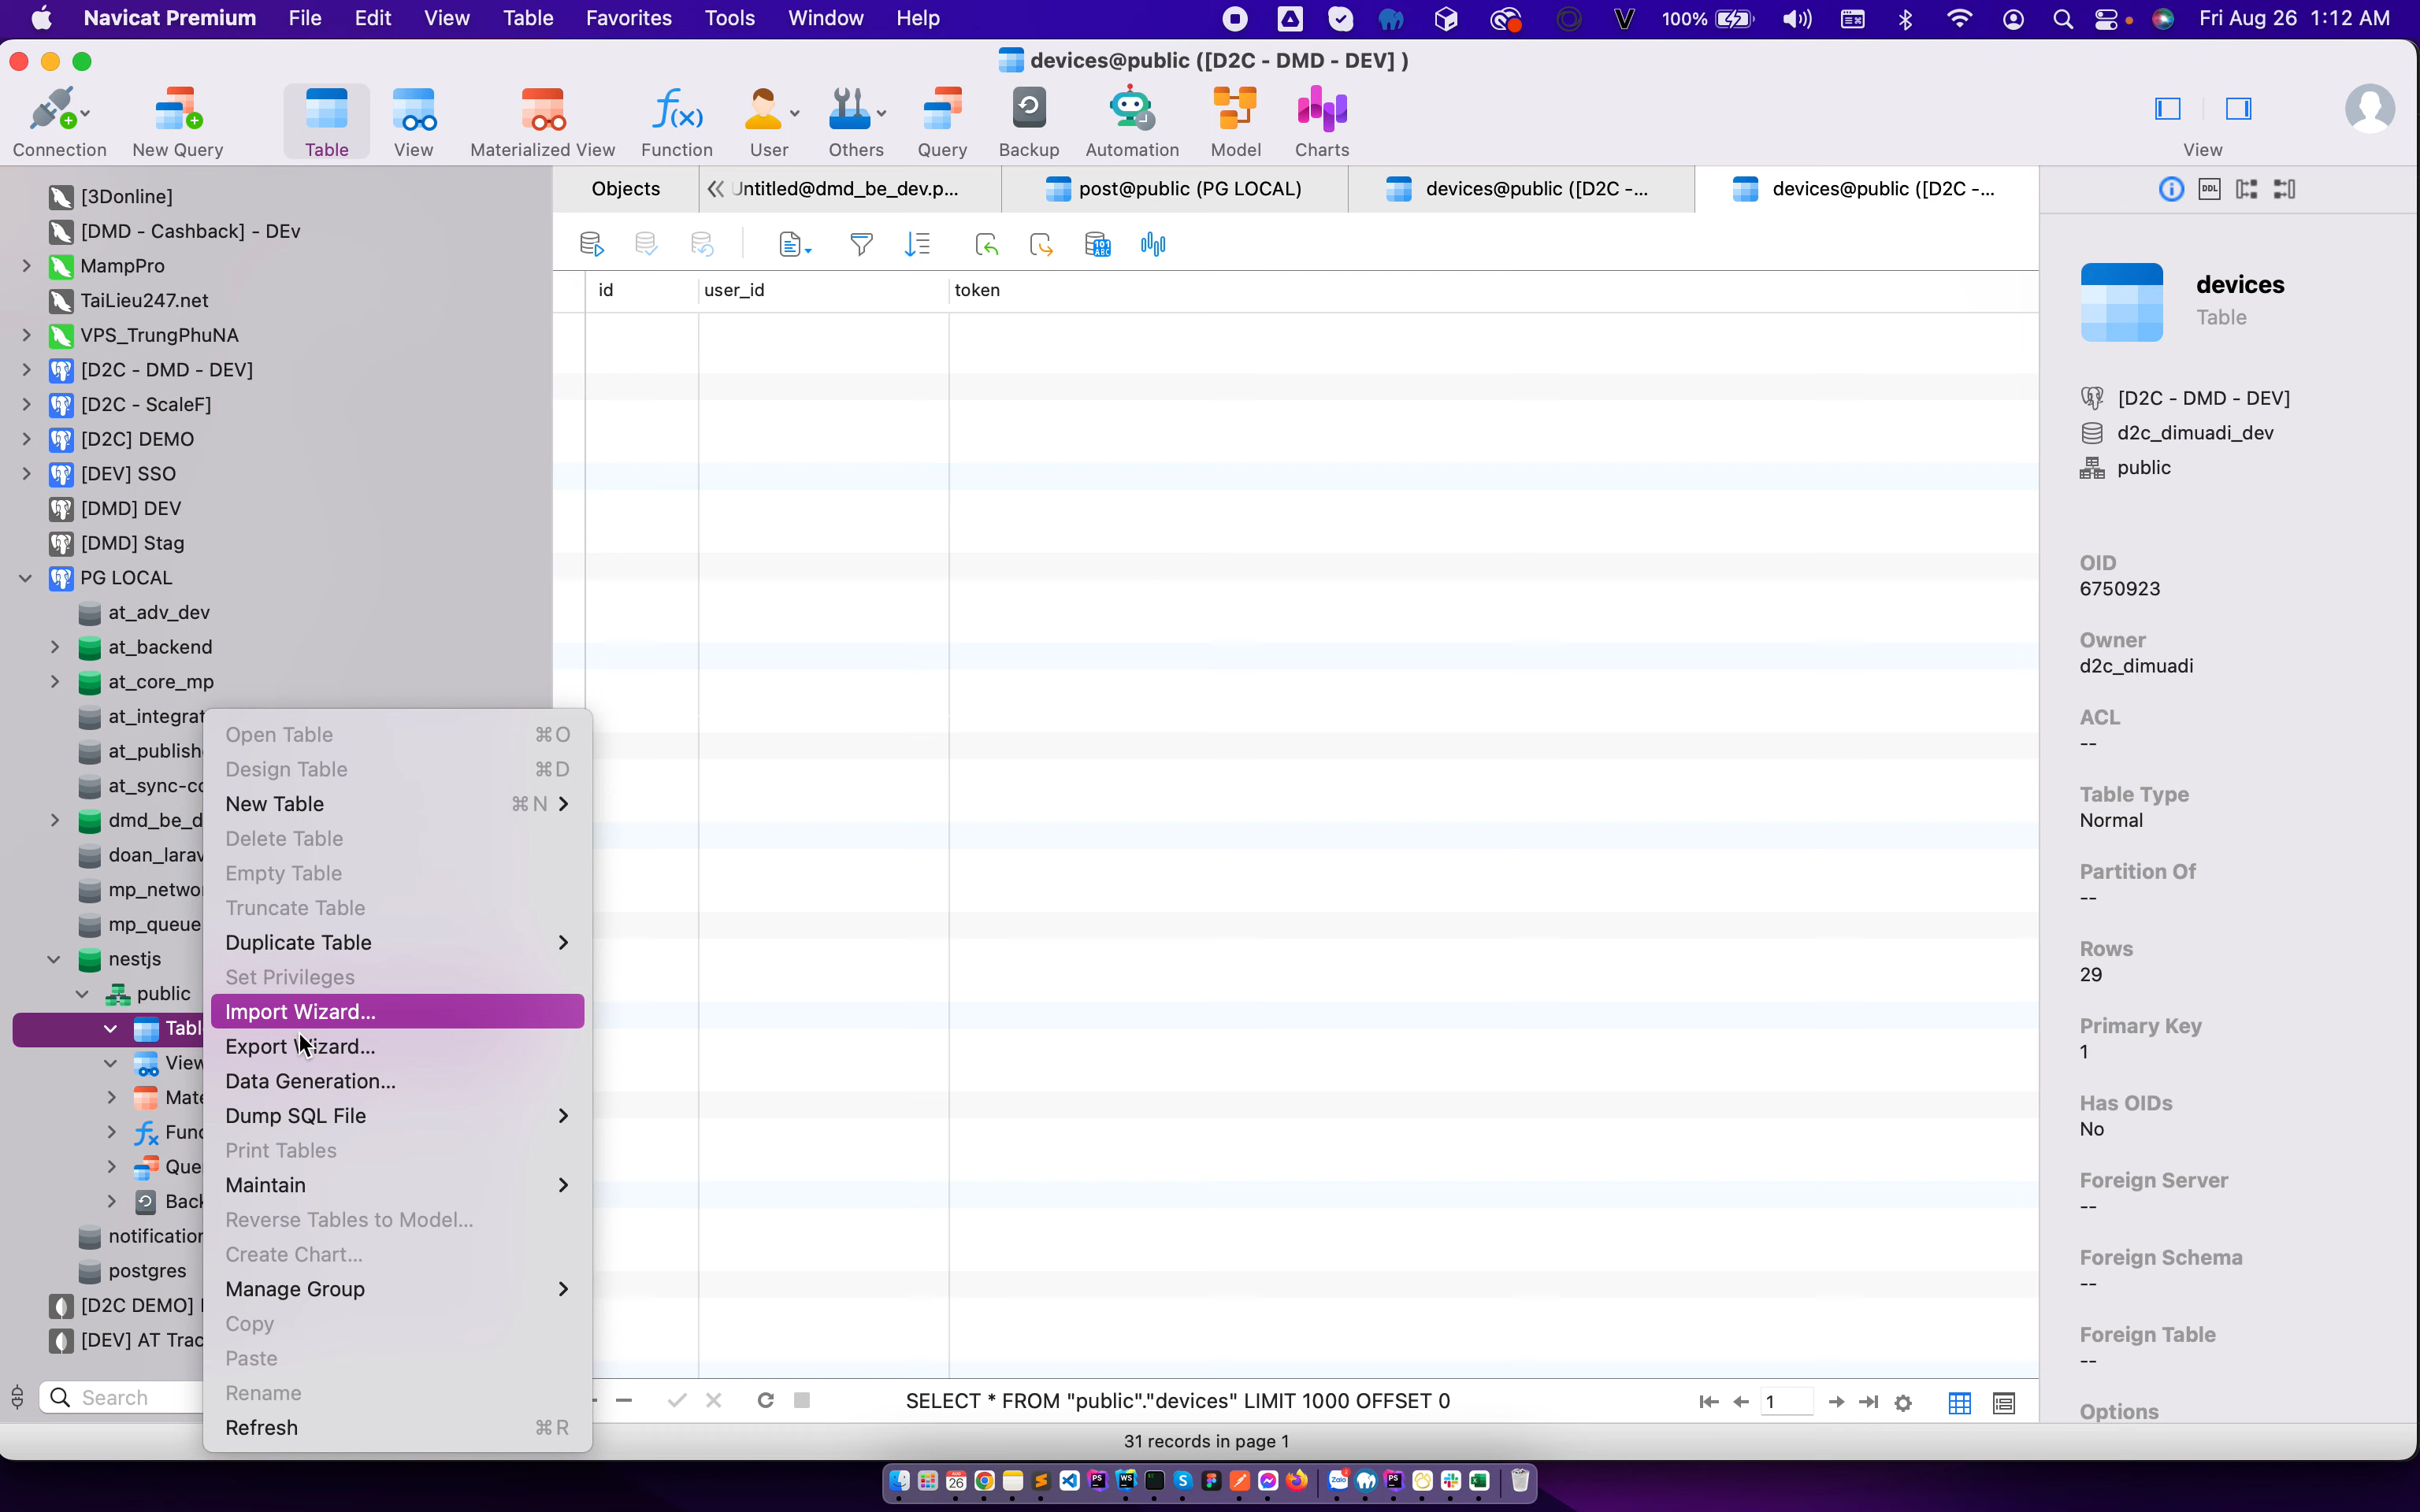 Navicat Premium File Edit View Table Favorites Tools Window Help 100% Fri Aug 26 1:12 AM
devices@public ([D2C - DMD - DEV] )
Connection New Query Table View Materialized View Function User Others Query Backup Automation Model Charts View
Objects ntitled@dmd_be_dev.p... post@public (PG LOCAL) devices@public ([D2C -... devices@public ([D2C -...
id user_id token
[3Donline]
[DMD - Cashback] - DEv
MampPro
TaiLieu247.net
VPS_TrungPhuNA
[D2C - DMD - DEV]
[D2C - ScaleF]
[D2C] DEMO
[DEV] SSO
[DMD] DEV
[DMD] Stag
PG LOCAL
at_adv_dev
at_backend
at_core_mp
at_integrat
at_publish
at_sync-co
dmd_be_d
doan_larav
mp_netwo
mp_queue
nestjs
public
Tabl
View
Mate
Func
Que
Back
notification
postgres
[D2C DEMO]
[DEV] AT Trac
Search
Open Table ⌘O
Design Table ⌘D
New Table ⌘N
Delete Table
Empty Table
Truncate Table
Duplicate Table
Set Privileges
Import Wizard...
Export Wizard...
Data Generation...
Dump SQL File
Print Tables
Maintain
Reverse Tables to Model...
Create Chart...
Manage Group
Copy
Paste
Rename
Refresh ⌘R
SELECT * FROM "public"."devices" LIMIT 1000 OFFSET 0 1
31 records in page 1
DDL
devices
Table
[D2C - DMD - DEV]
d2c_dimuadi_dev
public
OID
6750923
Owner
d2c_dimuadi
ACL
--
Table Type
Normal
Partition Of
--
Rows
29
Primary Key
1
Has OIDs
No
Foreign Server
--
Foreign Schema
--
Foreign Table
--
Options